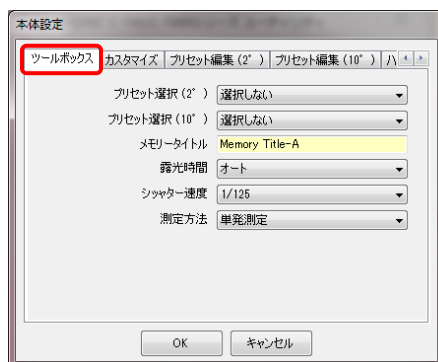 本体設定
ツールボックス カスタマイズ プリセット編集(2°) プリセット編集(10°) ハ
プリセット選択(2°) 選択しない
プリセット選択(10°) 選択しない
メモリータイトル Memory Title-A
露光時間 オート
シャッター速度 1/125
測定方法 単発測定
OK キャンセル